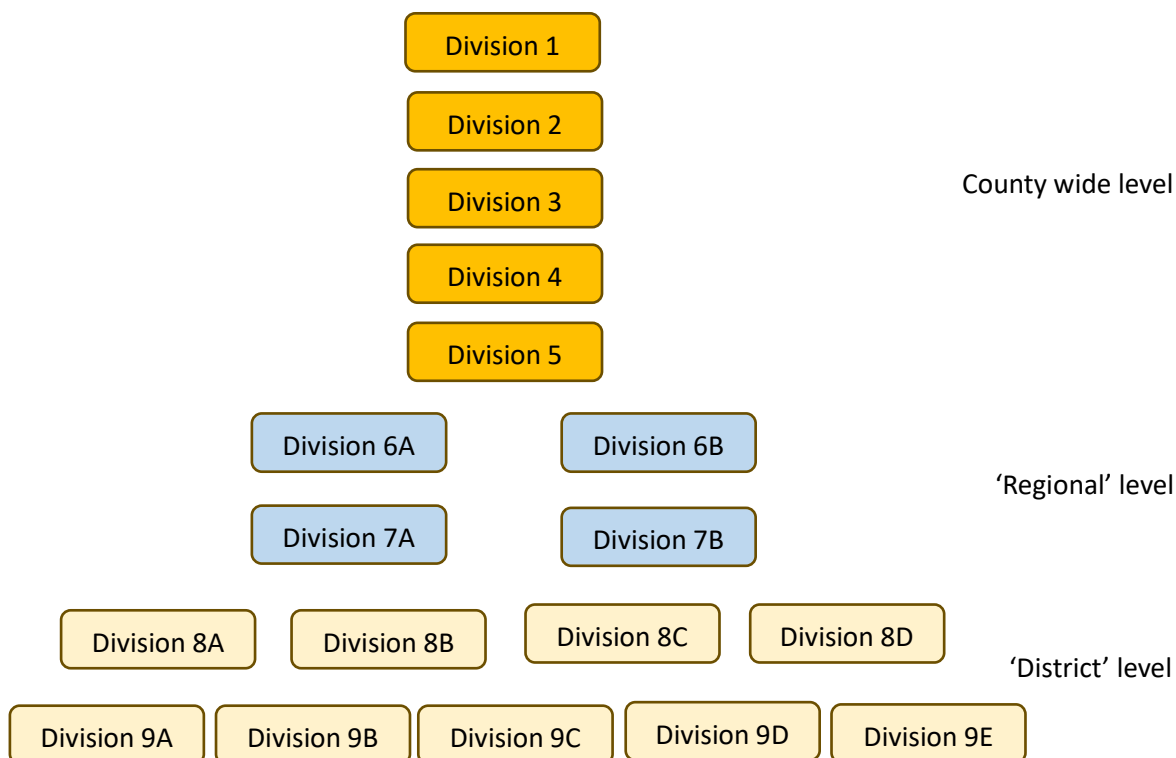 Division 1
Division 2
Division 3
County wide level
Division 4
Division 5
Division 6A
Division 6B
‘Regional’ level
Division 7A
Division 7B
Division 8A
Division 8B
Division 8C
Division 8D
‘District’ level
Division 9A
Division 9B
Division 9C
Division 9D
Division 9E